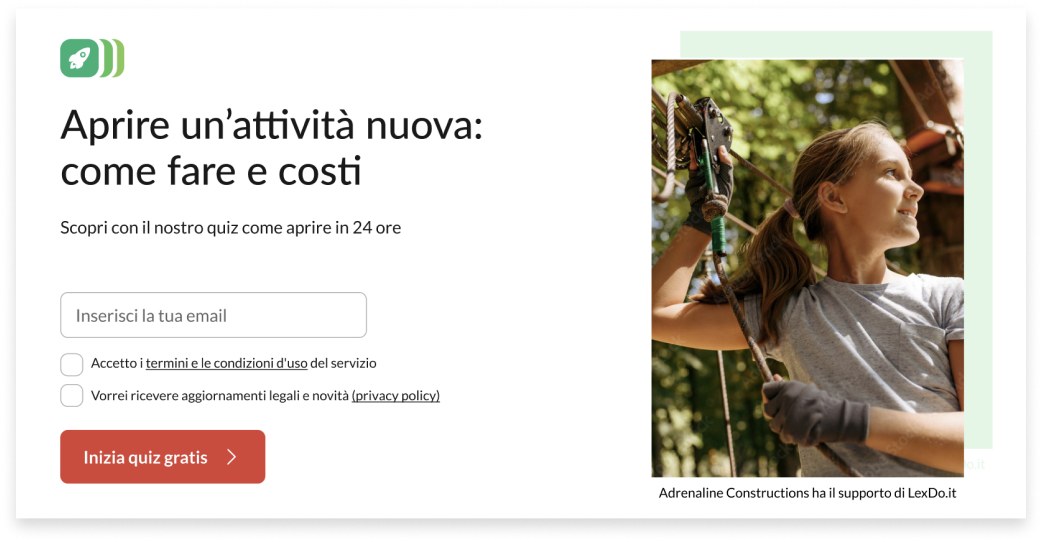 Aprire un'attività nuova:
come fare e costi
Scopri con il nostro quiz come aprire in 24 ore
Inserisci la tua email
Accetto i termini e le condizioni d'uso del servizio
Vorrei ricevere aggiornamenti legali e novità (privacy policy)
Inizia quiz gratis
Adrenaline Constructions ha il supporto di LexDo.it